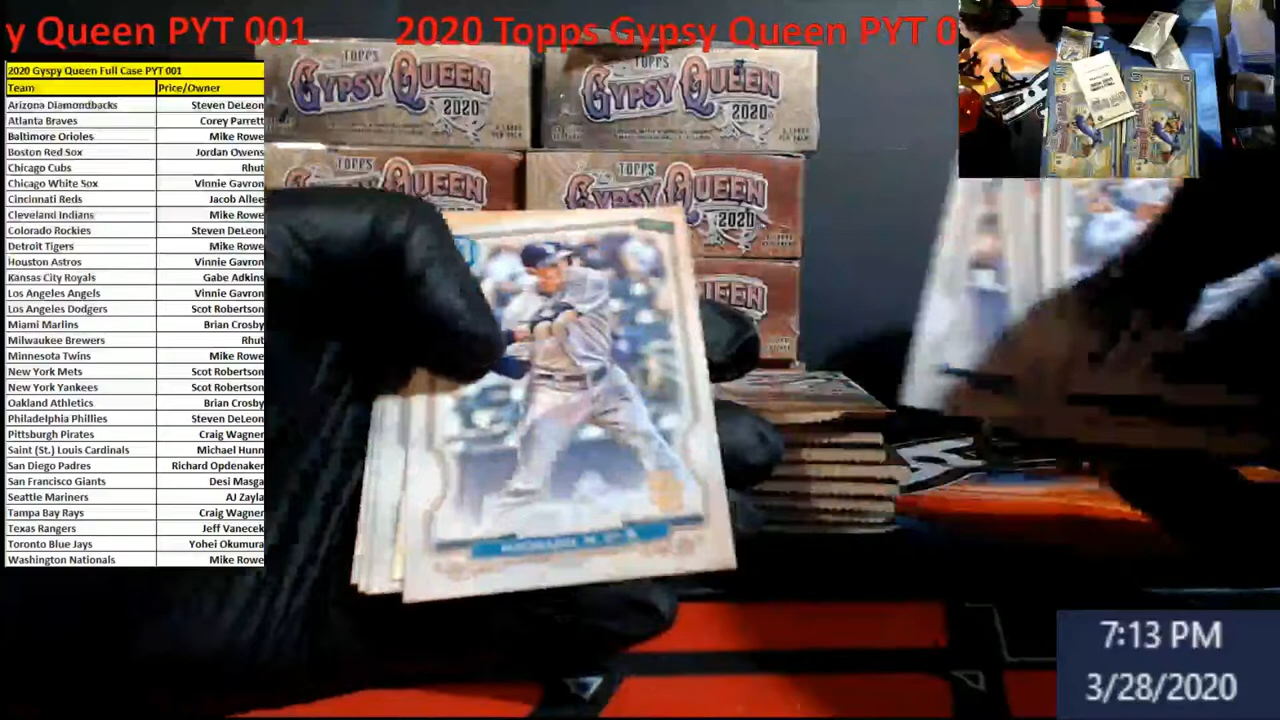 y Queen PYT 001 2020 Topps Gypsy Queen PYT 0
2020 Gyspy Queen Full Case PYT 001
Team Price/Owner
Arizona Diamondbacks Steven DeLeon
Atlanta Braves Corey Parrett
Baltimore Orioles Mike Rowe
Boston Red Sox Jordan Owens
Chicago Cubs Rhut
Chicago White Sox Vinnie Gavron
Cincinnati Reds Jacob Allee
Cleveland Indians Mike Rowe
Colorado Rockies Steven DeLeon
Detroit Tigers Mike Rowe
Houston Astros Vinnie Gavron
Kansas City Royals Gabe Adkins
Los Angeles Angels Vinnie Gavron
Los Angeles Dodgers Scot Robertson
Miami Marlins Brian Crosby
Milwaukee Brewers Rhut
Minnesota Twins Mike Rowe
New York Mets Scot Robertson
New York Yankees Scot Robertson
Oakland Athletics Brian Crosby
Philadelphia Phillies Steven DeLeon
Pittsburgh Pirates Craig Wagner
Saint (St.) Louis Cardinals Michael Hunn
San Diego Padres Richard Opdenaker
San Francisco Giants Desi Masga
Seattle Mariners AJ Zayla
Tampa Bay Rays Craig Wagner
Texas Rangers Jeff Vanecek
Toronto Blue Jays Yohei Okumura
Washington Nationals Mike Rowe
TOPPS
GYPSY QUEEN
2020
TOPPS
GYPSY QUEEN
2020
TOPPS
QUEEN
TOPPS
GYPSY QUEEN
2020
QUEEN
7:13 PM
3/28/2020